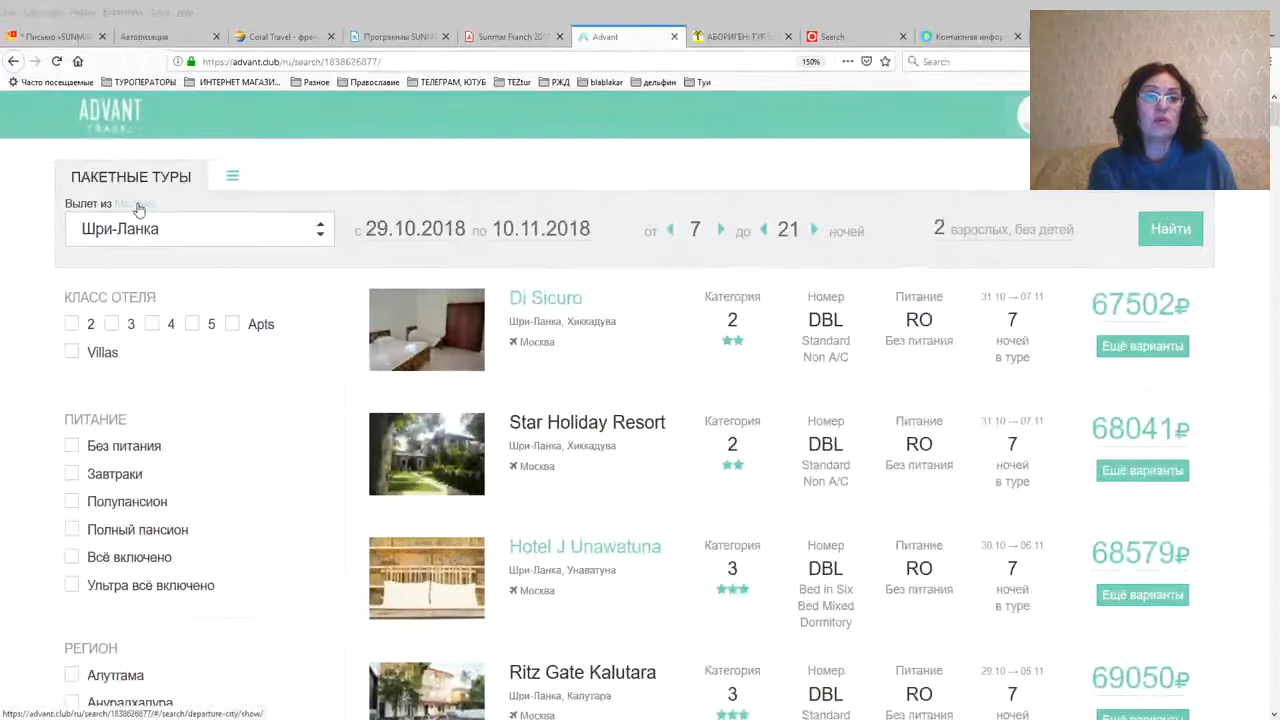 * Письмо «SUNMAR
Авторизация
Coral Travel - фран
Программы SUNMAR
Sunmar Franch 2022
Advant
АБОРИГЕН-ТУР
Search
Контактная инфор
https://advant.club/ru/search/1838626877/
150%
Search
Часто посещаемые
ТУРОПЕРАТОРЫ
ИНТЕРНЕТ МАГАЗИ...
Разное
Православие
ТЕЛЕГРАМ, ЮТУБ
TEZtur
РЖД
blablakar
дельфин
Туи
ADVANT
TRAVEL
ПАКЕТНЫЕ ТУРЫ
Вылет из Москвы
Шри-Ланка
с 29.10.2018 по 10.11.2018
от 7 до 21 ночей
2 взрослых, без детей
Найти
КЛАСС ОТЕЛЯ
2 3 4 5 Apts
Villas
ПИТАНИЕ
Без питания
Завтраки
Полупансион
Полный пансион
Всё включено
Ультра всё включено
РЕГИОН
Алутгама
Анурадхапура
Di Sicuro
Шри-Ланка, Хиккадува
Москва
Категория
2
Номер
DBL
Standard
Non A/C
Питание
RO
Без питания
31.10 → 07.11
7
ночей
в туре
67502₽
Ещё варианты
Star Holiday Resort
Шри-Ланка, Хиккадува
Москва
Категория
2
Номер
DBL
Standard
Non A/C
Питание
RO
Без питания
31.10 → 07.11
7
ночей
в туре
68041₽
Ещё варианты
Hotel J Unawatuna
Шри-Ланка, Унаватуна
Москва
Категория
3
Номер
DBL
Bed in Six
Bed Mixed
Dormitory
Питание
RO
Без питания
30.10 → 06.11
7
ночей
в туре
68579₽
Ещё варианты
Ritz Gate Kalutara
Шри-Ланка, Калутара
Москва
Категория
3
Номер
DBL
Standard
Питание
RO
Без питания
29.10 → 05.11
7
ночей
69050₽
Ещё варианты
https://advant.club/ru/search/1838626877/#/search/departure-city/show/